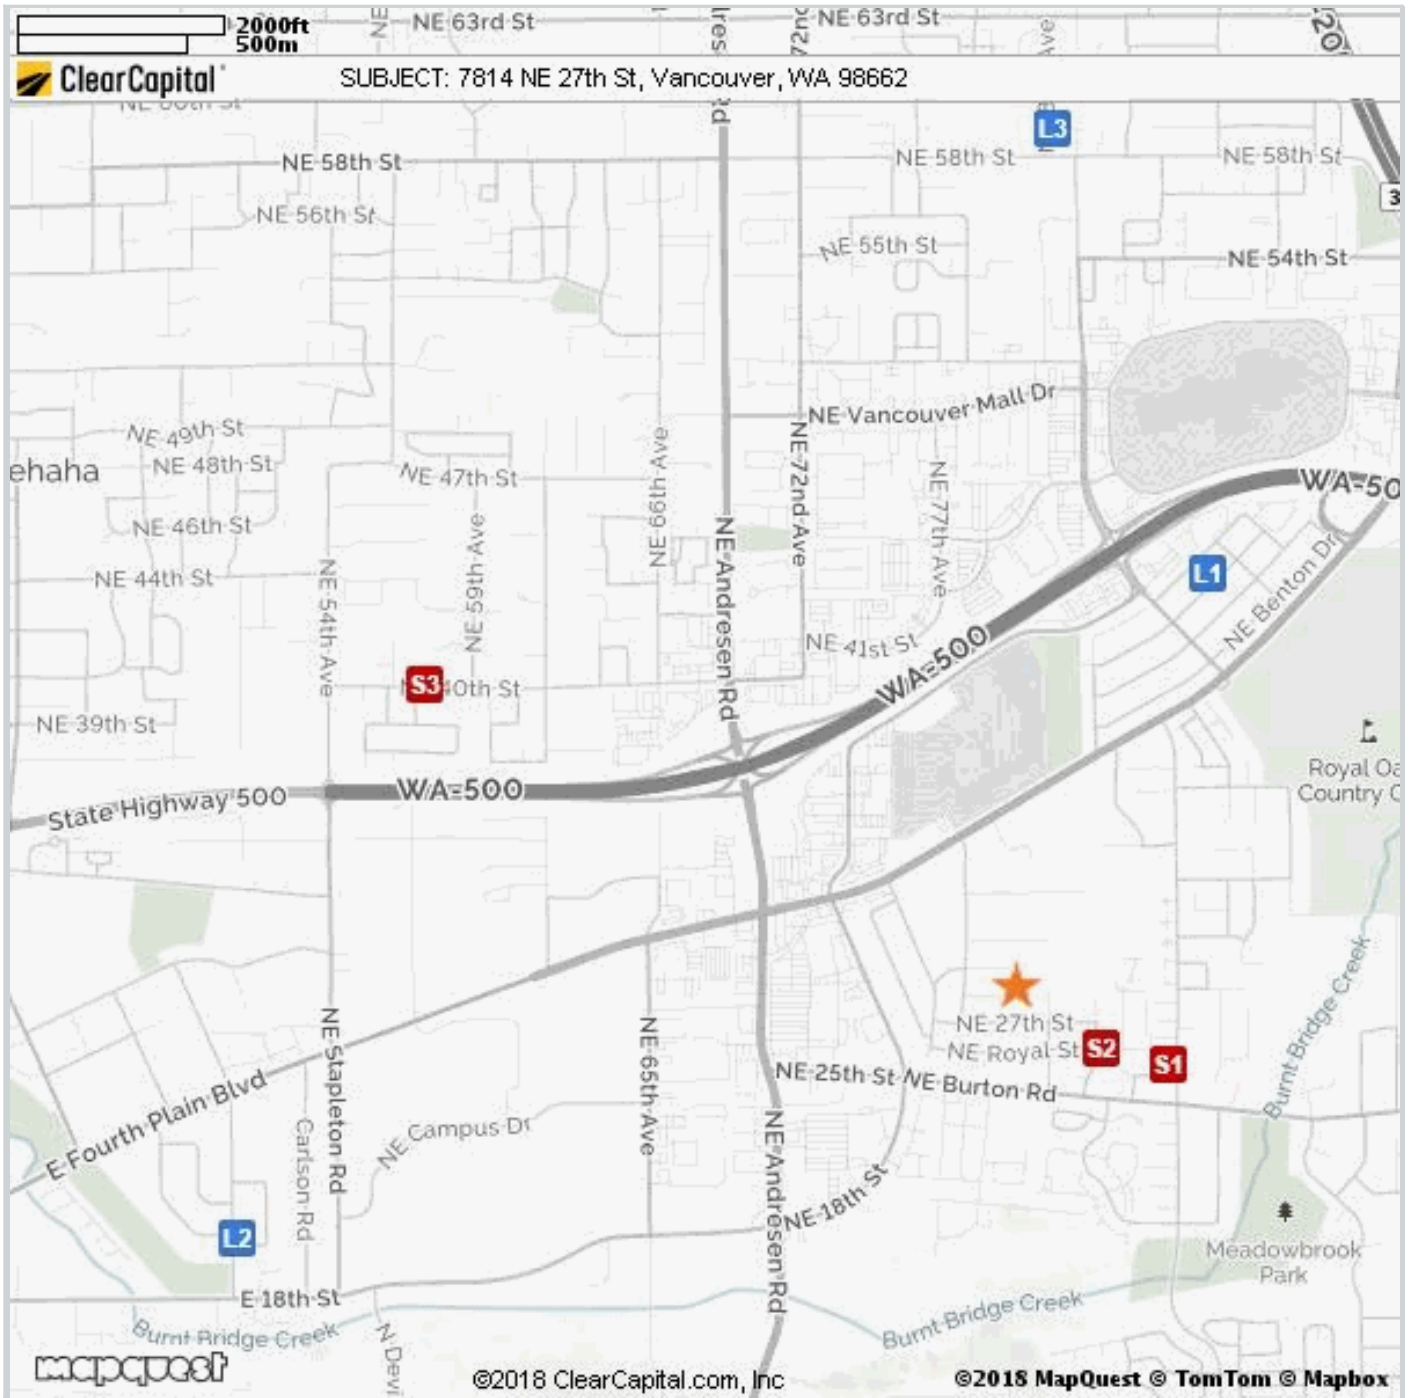 2000ft
500m
NE 63rd St
NE 63rd St
72nd
ClearCapital
SUBJECT: 7814 NE 27th St, Vancouver, WA 98662
Rd
L3
NE 58th St
NE 58th St
NE 58th St
3
NE 56th St
NE 55th St
NE 54th St
NE Vancouver Mall Dr
NE 49th St
NE 48th St
ehaha
NE 47th St
NE 66th Ave
NE 72nd Ave
NE 77th Ave
WA-50
NE 46th St
NE 59th Ave
NE Andresen Rd
NE 44th St
NE 54th Ave
L1
NE Benton Dr
NE 41st St
WA-500
S3
40th St
NE 39th St
Royal Oa
Country C
State Highway 500
WA-500
NE Stapleton Rd
NE 65th Ave
NE 27th St
NE Royal St
S2
S1
NE 25th St
NE Burton Rd
Burnt Bridge Creek
E Fourth Plain Blvd
Carlson Rd
NE Campus Dr
NE Andresen Rd
NE 18th St
L2
Meadowbrook
Park
E 18th St
Burnt Bridge Creek
Burnt Bridge Creek
N Devi
mapquest
©2018 ClearCapital.com, Inc
©2018 MapQuest © TomTom © Mapbox